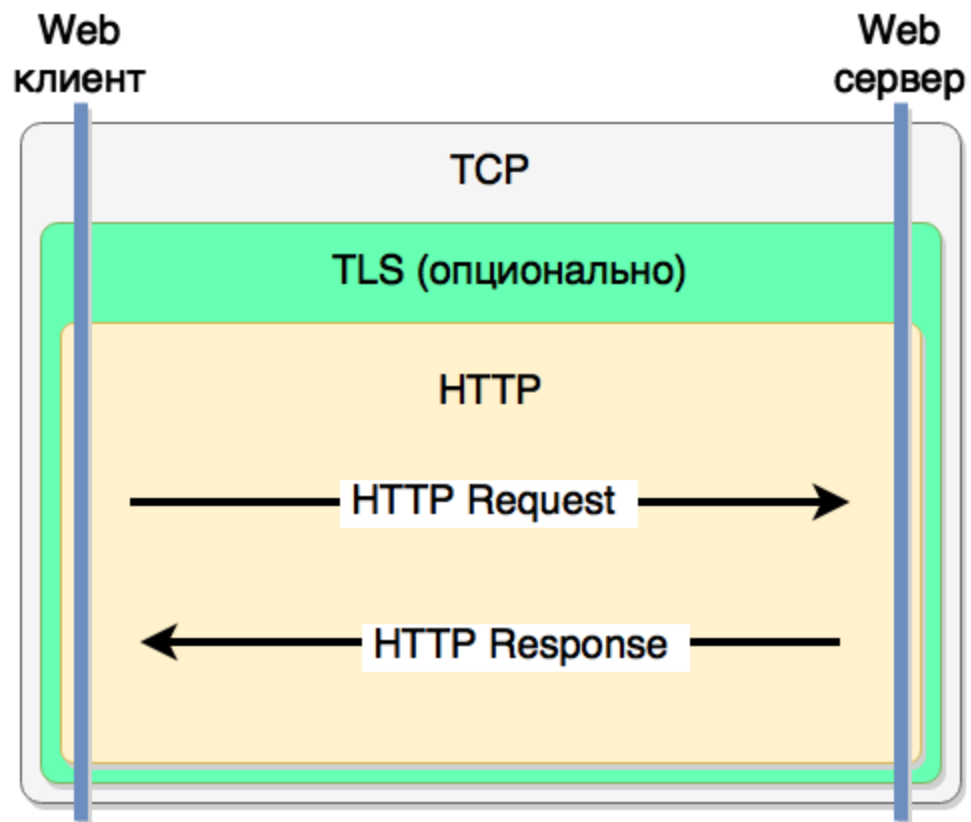 Web
клиент
Web
сервер
TCP
TLS (опционально)
HTTP
HTTP Request
HTTP Response